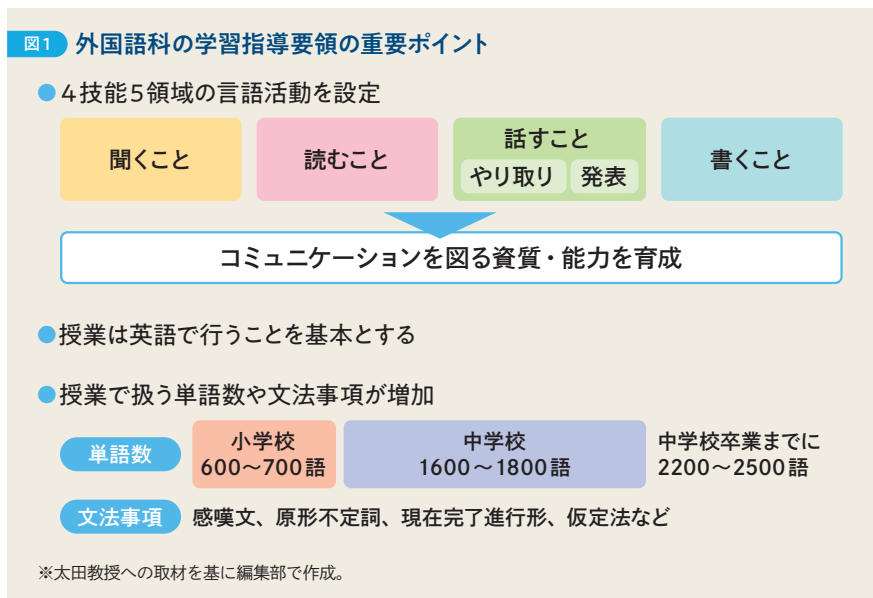 図1 外国語科の学習指導要領の重要ポイント
●4技能5領域の言語活動を設定
聞くこと
読むこと
話すこと
やり取り 発表
書くこと
コミュニケーションを図る資質・能力を育成
●授業は英語で行うことを基本とする
●授業で扱う単語数や文法事項が増加
単語数
小学校
600～700語
中学校
1600～1800語
中学校卒業までに
2200～2500語
文法事項 感嘆文、原形不定詞、現在完了進行形、仮定法など
※太田教授への取材を基に編集部で作成。